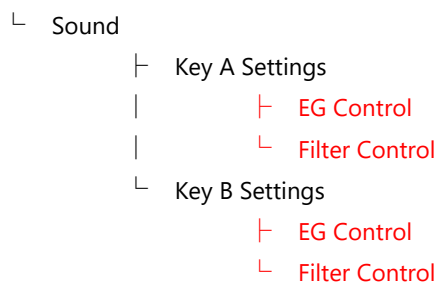 └ Sound
├ Key A Settings
│ ├ EG Control
│ └ Filter Control
└ Key B Settings
├ EG Control
└ Filter Control